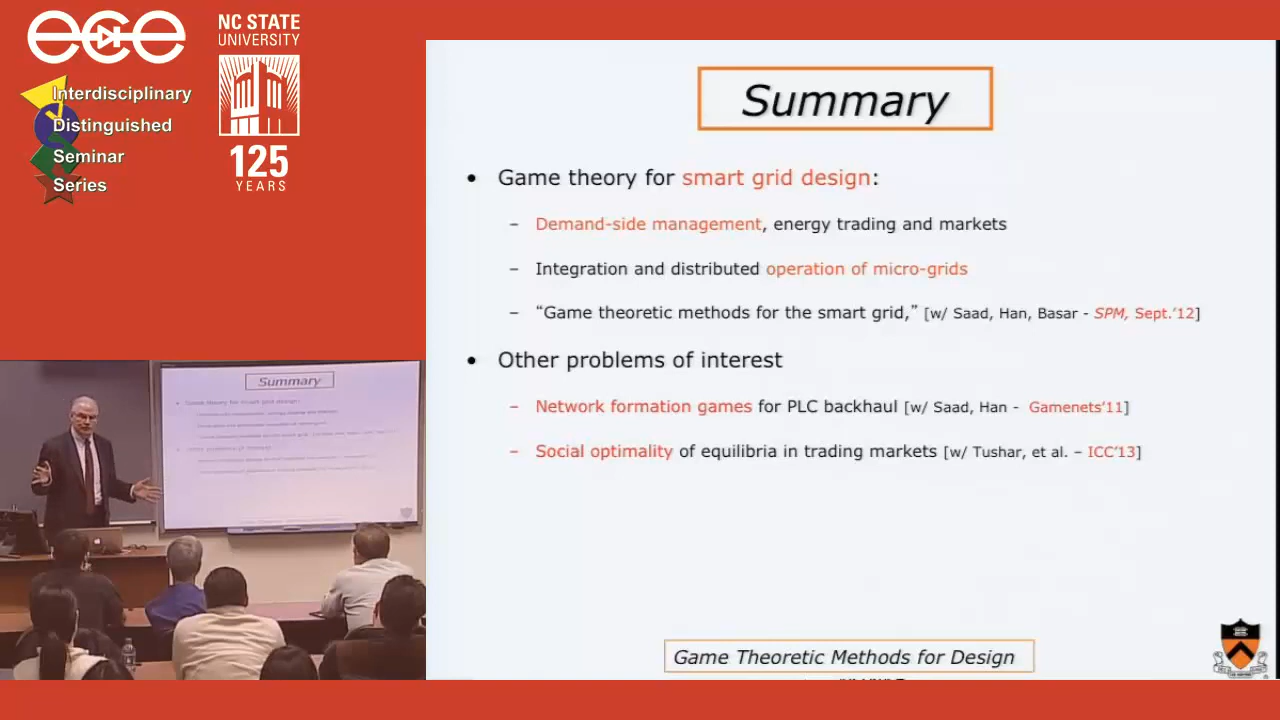 ece
NC STATE
UNIVERSITY
Interdisciplinary
Distinguished
Seminar
Series
125
YEARS
Summary
• Game theory for smart grid design:
– Demand-side management, energy trading and markets
– Integration and distributed operation of micro-grids
– “Game theoretic methods for the smart grid,” [w/ Saad, Han, Basar - SPM, Sept.’12]
• Other problems of interest
– Network formation games for PLC backhaul [w/ Saad, Han - Gamenets’11]
– Social optimality of equilibria in trading markets [w/ Tushar, et al. – ICC’13]
Game Theoretic Methods for Design
Summary